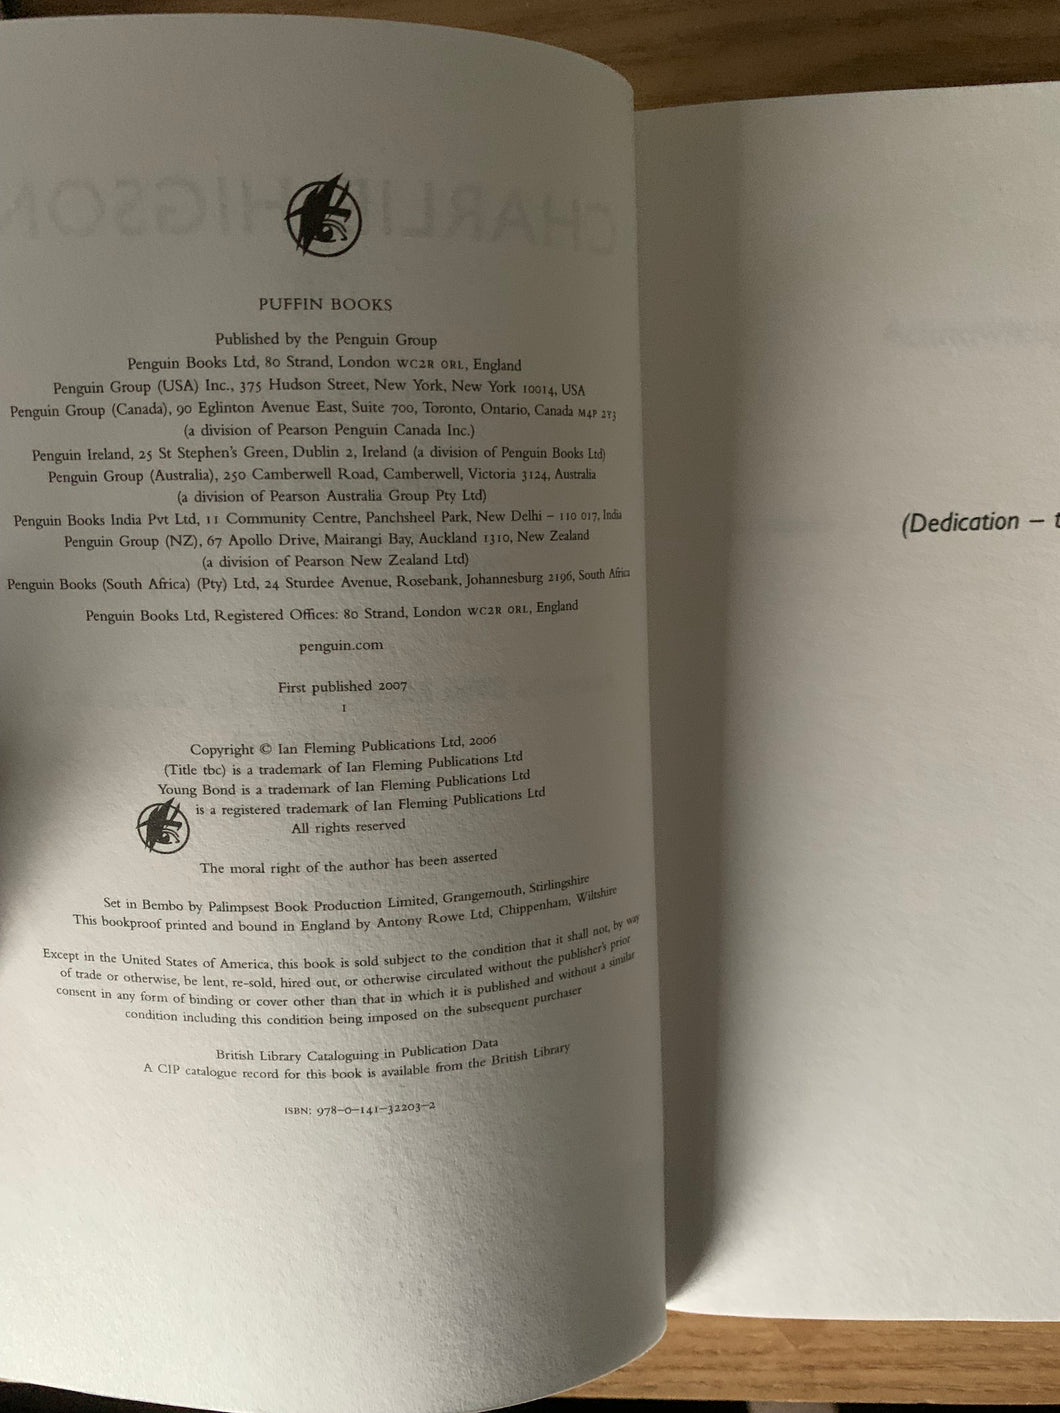 PUFFIN BOOKS
Published by the Penguin Group
Penguin Books Ltd, 80 Strand, London WC2R ORL, England
Penguin Group (USA) Inc., 375 Hudson Street, New York, New York 10014, USA
Penguin Group (Canada), 90 Eglinton Avenue East, Suite 700, Toronto, Ontario, Canada M4P 2Y3
(a division of Pearson Penguin Canada Inc.)
Penguin Ireland, 25 St Stephen's Green, Dublin 2, Ireland (a division of Penguin Books Ltd)
Penguin Group (Australia), 250 Camberwell Road, Camberwell, Victoria 3124, Australia
(a division of Pearson Australia Group Pty Ltd)
Penguin Books India Pvt Ltd, 11 Community Centre, Panchsheel Park, New Delhi – 110 017, India
Penguin Group (NZ), 67 Apollo Drive, Mairangi Bay, Auckland 1310, New Zealand
(a division of Pearson New Zealand Ltd)
Penguin Books (South Africa) (Pty) Ltd, 24 Sturdee Avenue, Rosebank, Johannesburg 2196, South Africa
Penguin Books Ltd, Registered Offices: 80 Strand, London WC2R ORL, England
penguin.com
First published 2007
1
Copyright © Ian Fleming Publications Ltd, 2006
(Title tbc) is a trademark of Ian Fleming Publications Ltd
Young Bond is a trademark of Ian Fleming Publications Ltd
is a registered trademark of Ian Fleming Publications Ltd
All rights reserved
The moral right of the author has been asserted
Set in Bembo by Palimpsest Book Production Limited, Grangemouth, Stirlingshire
This bookproof printed and bound in England by Antony Rowe Ltd, Chippenham, Wiltshire
Except in the United States of America, this book is sold subject to the condition that it shall not, by way
of trade or otherwise, be lent, re-sold, hired out, or otherwise circulated without the publisher's prior
consent in any form of binding or cover other than that in which it is published and without a similar
condition including this condition being imposed on the subsequent purchaser
British Library Cataloguing in Publication Data
A CIP catalogue record for this book is available from the British Library
ISBN: 978–0–141–32203–2
(Dedication – t
CHARLIE HIGSON